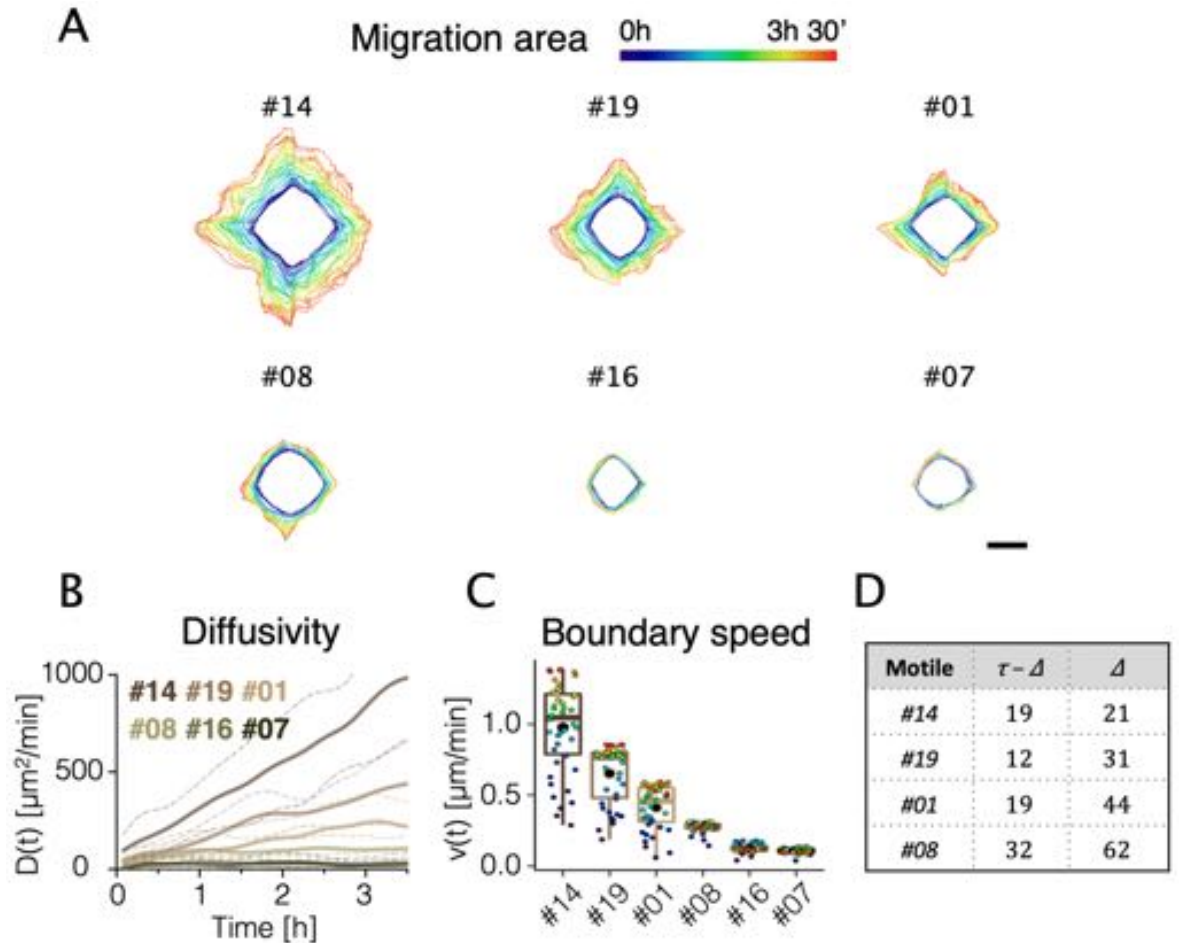 A
Migration area
0h
3h 30’
#14
#19
#01
#08
#16
#07
B
Diffusivity
D(t) [µm²/min]
1000
500
0
#14 #19 #01
#08 #16 #07
0
1
2
3
Time [h]
C
Boundary speed
v(t) [µm/min]
1.0
0.5
0.0
#14
#19
#01
#08
#16
#07
D
Motile τ – Δ Δ
#14 19 21
#19 12 31
#01 19 44
#08 32 62